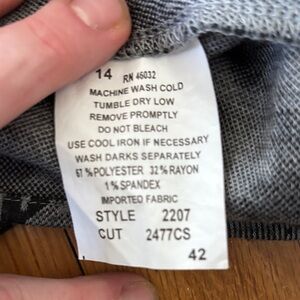 14 RN 46032
MACHINE WASH COLD
TUMBLE DRY LOW
REMOVE PROMPTLY
DO NOT BLEACH
USE COOL IRON IF NECESSARY
WASH DARKS SEPARATELY
67 %POLYESTER 32 %RAYON
1 %SPANDEX
IMPORTED FABRIC
STYLE 2207
CUT 2477CS
42